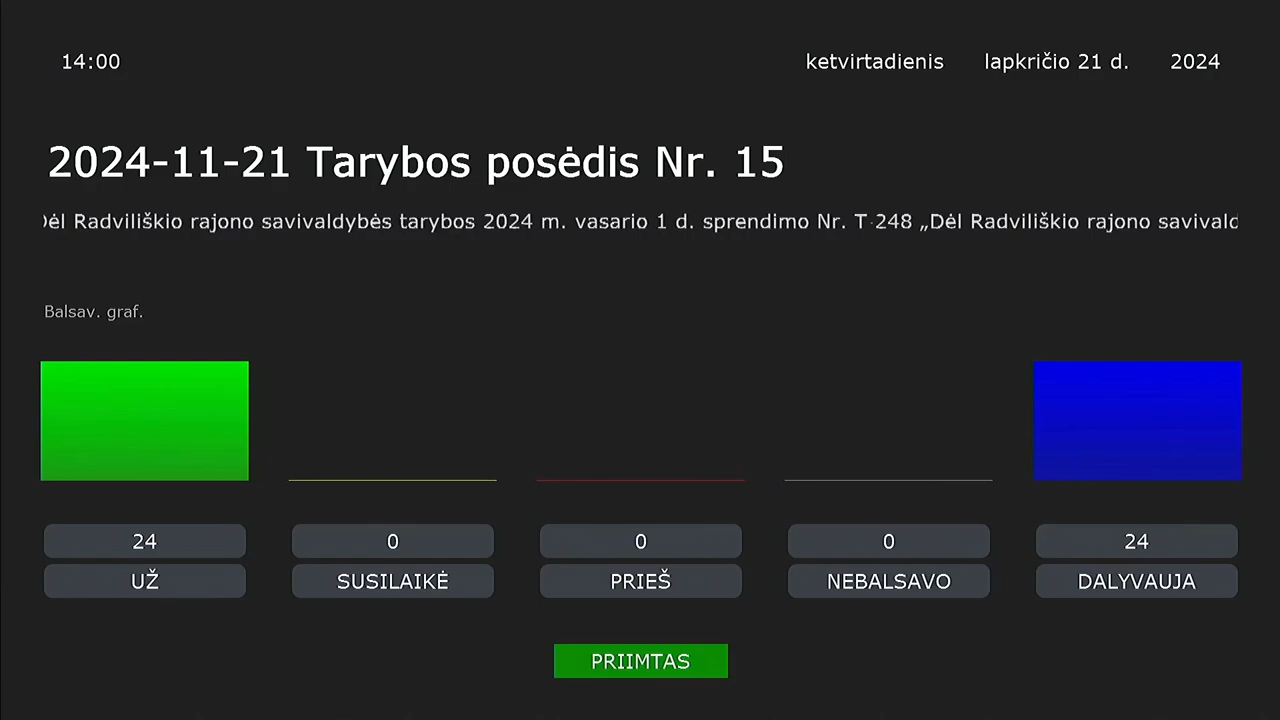 14:00 ketvirtadienis lapkričio 21 d. 2024
2024-11-21 Tarybos posėdis Nr. 15
Radviliškio rajono savivaldybės tarybos 2024 m. vasario 1 d. sprendimo Nr. T-248 „Dėl Radviliškio rajono
Balsav. graf.
24 0 0 0 24
UŽ SUSILAIKĖ PRIEŠ NEBALSAVO DALYVAUJA
PRIIMTAS